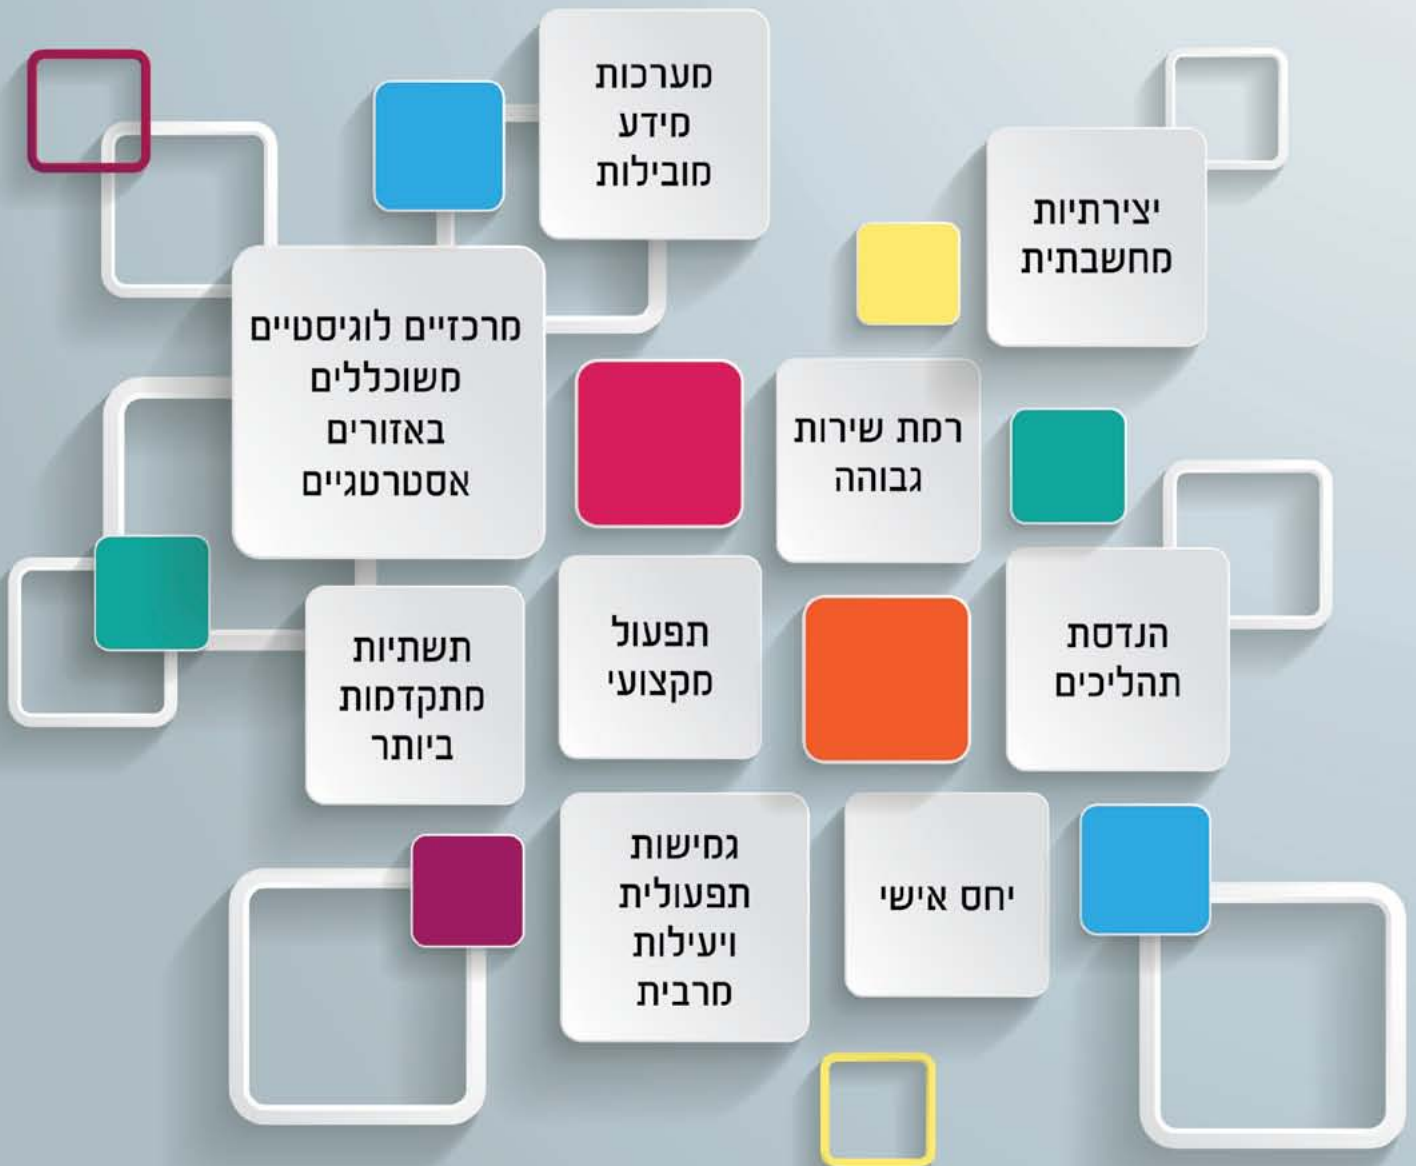 מערכות
מידע
מובילות
יצירתיות
מחשבתית
מרכזיים לוגיסטיים
משוכללים
באזורים
אסטרטגיים
רמת שירות
גבוהה
הנדסת
תהליכים
תפעול
מקצועי
תשתיות
מתקדמות
ביותר
יחס אישי
גמישות
תפעולית
ויעילות
מרבית